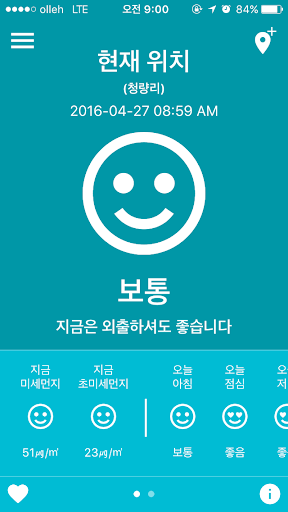 olleh LTE 오전 9:00 84%
현재 위치
(청량리)
2016-04-27 08:59 AM
보통
지금은 외출하셔도 좋습니다
지금 미세먼지
지금 초미세먼지
오늘 아침
오늘 점심
51㎍/㎥
23㎍/㎥
보통
좋음